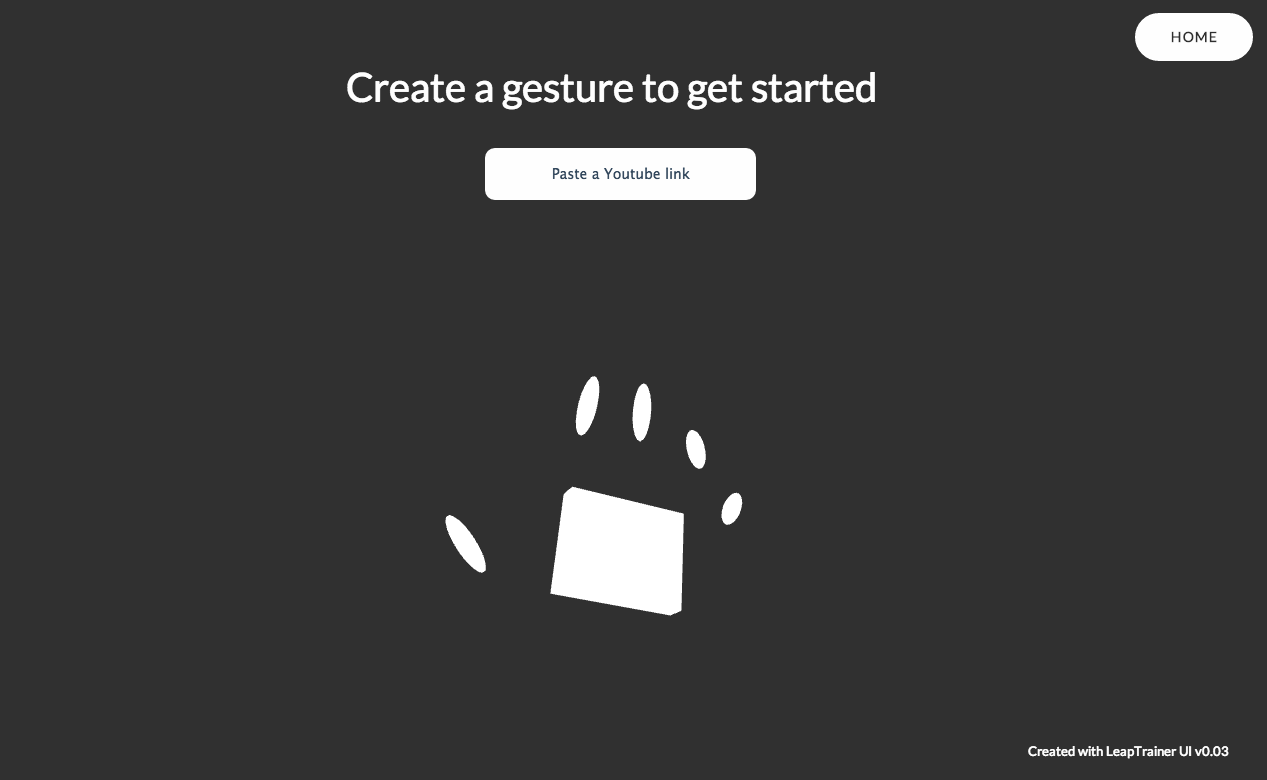 HOME
Create a gesture to get started
Paste a Youtube link
Created with LeapTrainer UI v0.03